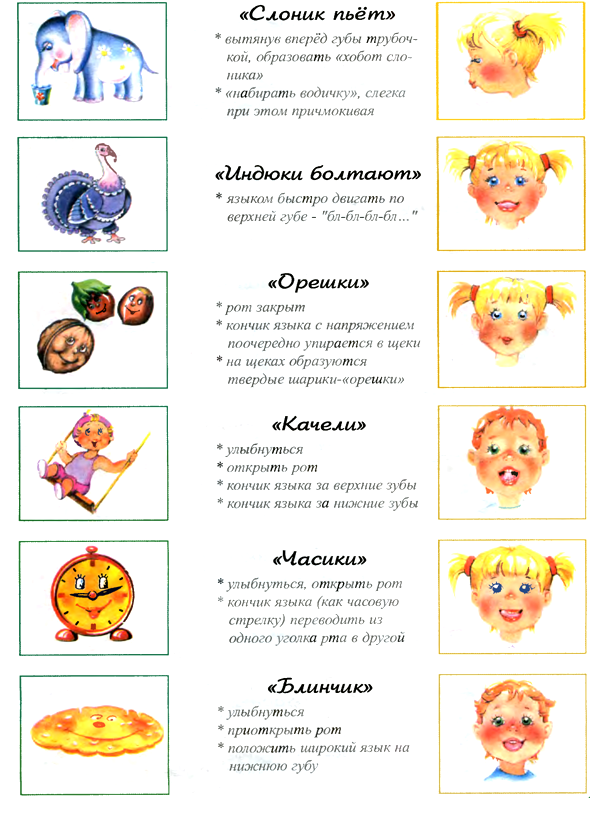 «Слоник пьёт»
* вытянув вперёд губы трубоч-
кой, образовать «хобот сло-
ника»
* «набирать водичку», слегка
при этом причмокивая
«Индюки болтают»
* языком быстро двигать по
верхней губе - "бл-бл-бл-бл..."
«Орешки»
* рот закрыт
* кончик языка с напряжением
поочередно упирается в щеки
* на щеках образуются
твердые шарики-«орешки»
«Качели»
* улыбнуться
* открыть рот
* кончик языка за верхние зубы
* кончик языка за нижние зубы
«Часики»
* улыбнуться, открыть рот
* кончик языка (как часовую
стрелку) переводить из
одного уголка рта в другой
«Блинчик»
* улыбнуться
* приоткрыть рот
* положить широкий язык на
нижнюю губу